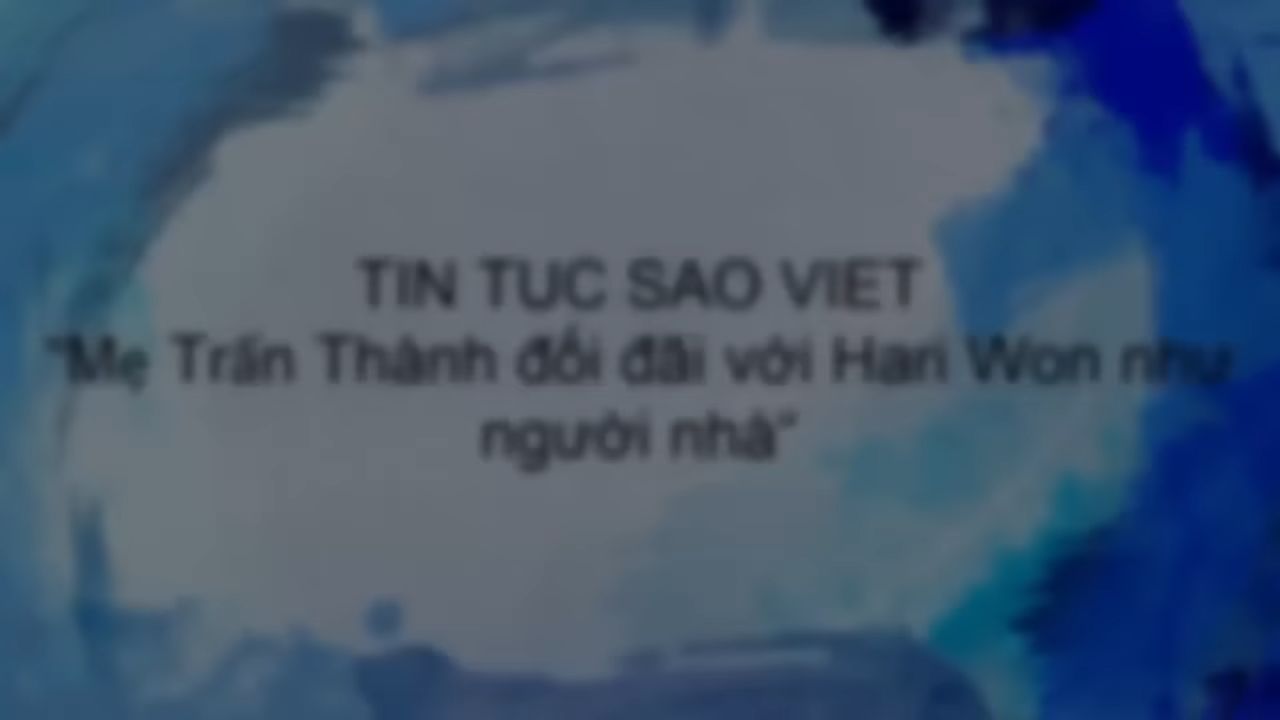 TIN TUC SAO VIET
"Mẹ Trấn Thành đối đãi với Hari Won như
người nhà"